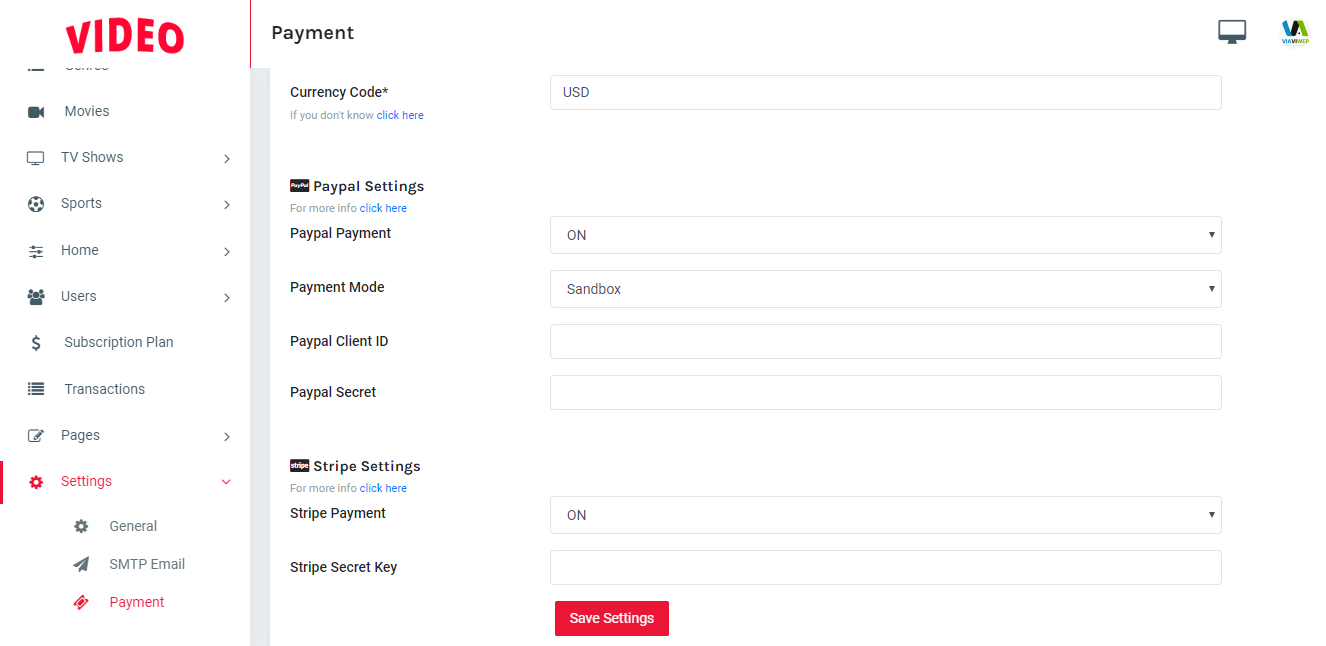 VIDEO
Payment
VIAVIWEB
Genres
Movies
TV Shows
Sports
Home
Users
Subscription Plan
Transactions
Pages
Settings
General
SMTP Email
Payment
Currency Code*
USD
If you don't know click here
PayPal Paypal Settings
For more info click here
Paypal Payment
ON
Payment Mode
Sandbox
Paypal Client ID
Paypal Secret
stripe Stripe Settings
For more info click here
Stripe Payment
ON
Stripe Secret Key
Save Settings